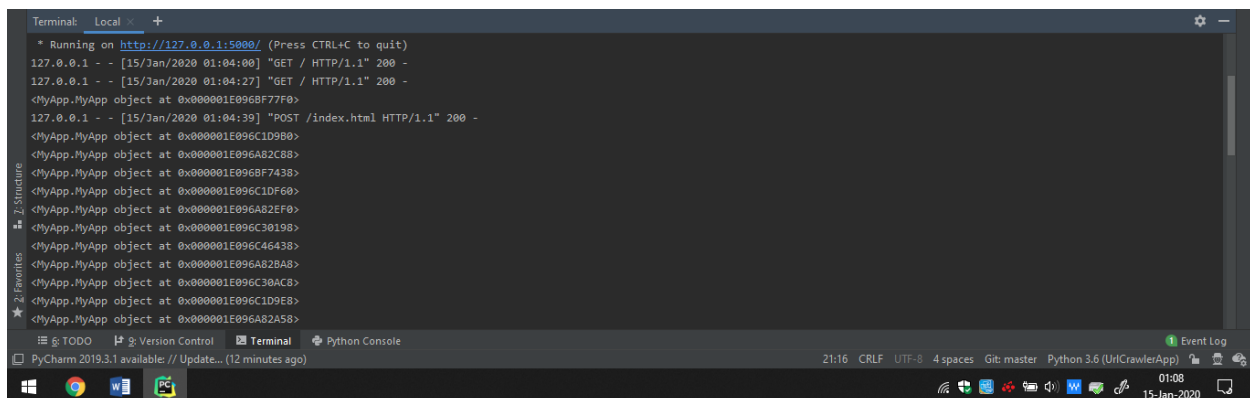 Terminal: Local × +
* Running on http://127.0.0.1:5000/ (Press CTRL+C to quit)
127.0.0.1 - - [15/Jan/2020 01:04:00] "GET / HTTP/1.1" 200 -
127.0.0.1 - - [15/Jan/2020 01:04:27] "GET / HTTP/1.1" 200 -
<MyApp.MyApp object at 0x000001E096BF77F0>
127.0.0.1 - - [15/Jan/2020 01:04:39] "POST /index.html HTTP/1.1" 200 -
<MyApp.MyApp object at 0x000001E096C1D9B0>
<MyApp.MyApp object at 0x000001E096A82C88>
<MyApp.MyApp object at 0x000001E096BF7438>
<MyApp.MyApp object at 0x000001E096C1DF60>
<MyApp.MyApp object at 0x000001E096A82EF0>
<MyApp.MyApp object at 0x000001E096C30198>
<MyApp.MyApp object at 0x000001E096C46438>
<MyApp.MyApp object at 0x000001E096A82BA8>
<MyApp.MyApp object at 0x000001E096C30AC8>
<MyApp.MyApp object at 0x000001E096C1D9E8>
<MyApp.MyApp object at 0x000001E096A82A58>
7: Structure
2: Favorites
6: TODO 9: Version Control Terminal Python Console 1 Event Log
PyCharm 2019.3.1 available: // Update... (12 minutes ago) 21:16 CRLF UTF-8 4 spaces Git: master Python 3.6 (UrlCrawlerApp)
01:08
15-Jan-2020